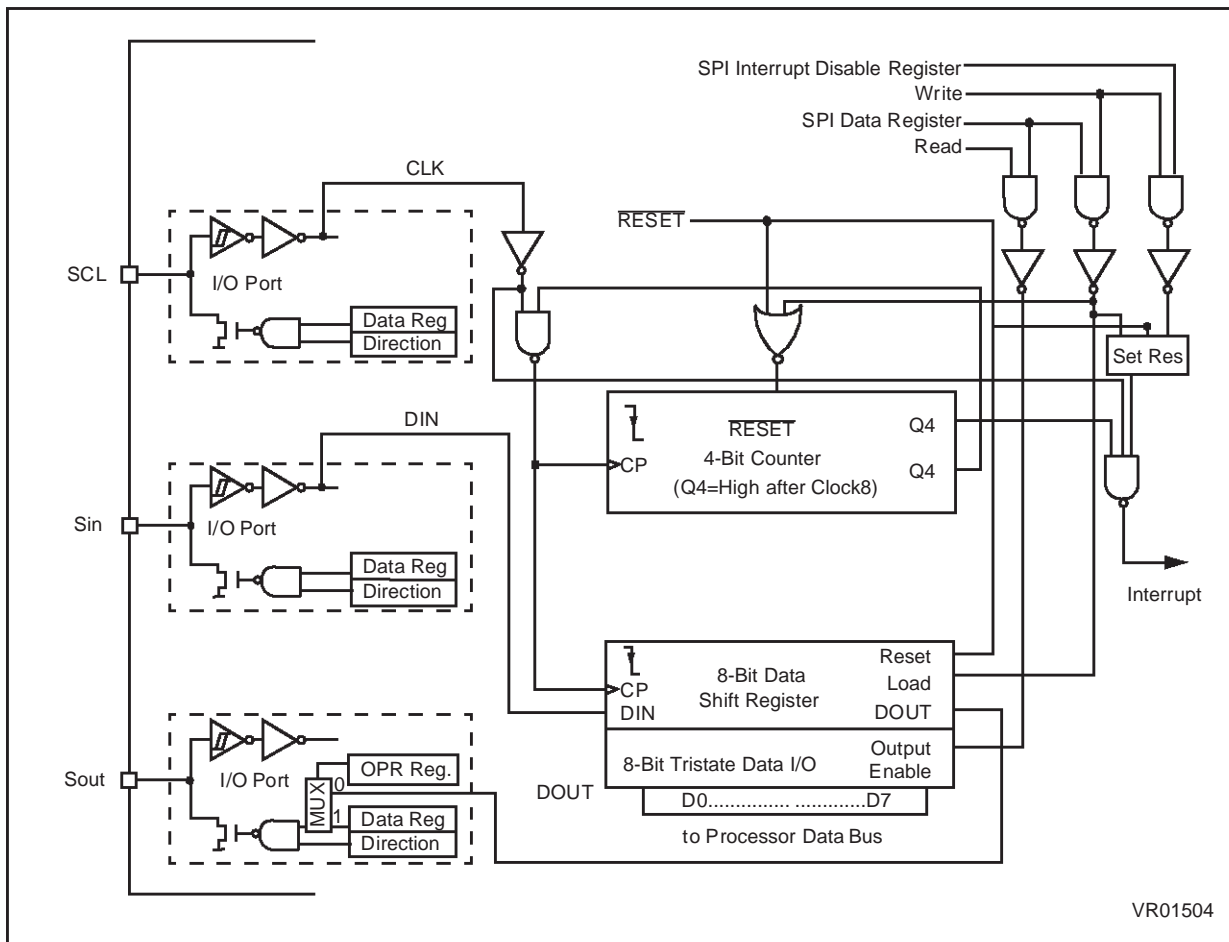 SPI Interrupt Disable Register
Write
SPI Data Register
Read
CLK
RESET
SCL
I/O Port
Data Reg
Direction
Set Res
DIN
RESET
4-Bit Counter
(Q4=High after Clock8)
CP
Q4
Q4
Sin
I/O Port
Data Reg
Direction
Interrupt
8-Bit Data
Shift Register
CP
DIN
Reset
Load
DOUT
Sout
I/O Port
OPR Reg.
MUX
0
1
Data Reg
Direction
DOUT
8-Bit Tristate Data I/O
Output
Enable
D0............... .............D7
to Processor Data Bus
VR01504